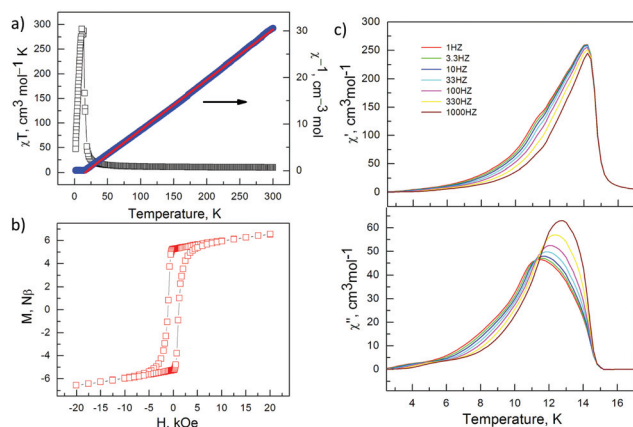 a)
χT, cm³ mol⁻¹ K
300
250
200
150
100
50
0
0 50 100 150 200 250 300
Temperature, K
30
20
10
0
χ⁻¹, cm⁻³ mol
b)
M, Nβ
6
4
2
0
-2
-4
-6
-20 -15 -10 -5 0 5 10 15 20
H, kOe
c)
χ', cm³mol⁻¹
300
250
200
150
100
50
0
1HZ
3.3HZ
10HZ
33HZ
100HZ
330HZ
1000HZ
χ'', cm³mol⁻¹
60
50
40
30
20
10
0
4 6 8 10 12 14 16
Temperature, K